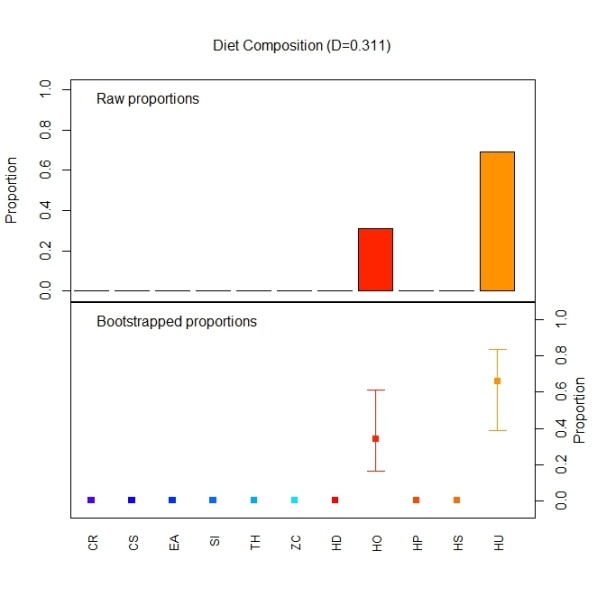 Diet Composition (D=0.311)
Raw proportions
Proportion
1.0
0.8
0.6
0.4
0.2
0.0
Bootstrapped proportions
Proportion
1.0
0.8
0.6
0.4
0.2
0.0
CR CS EA SI TH ZC HD HO HP HS HU